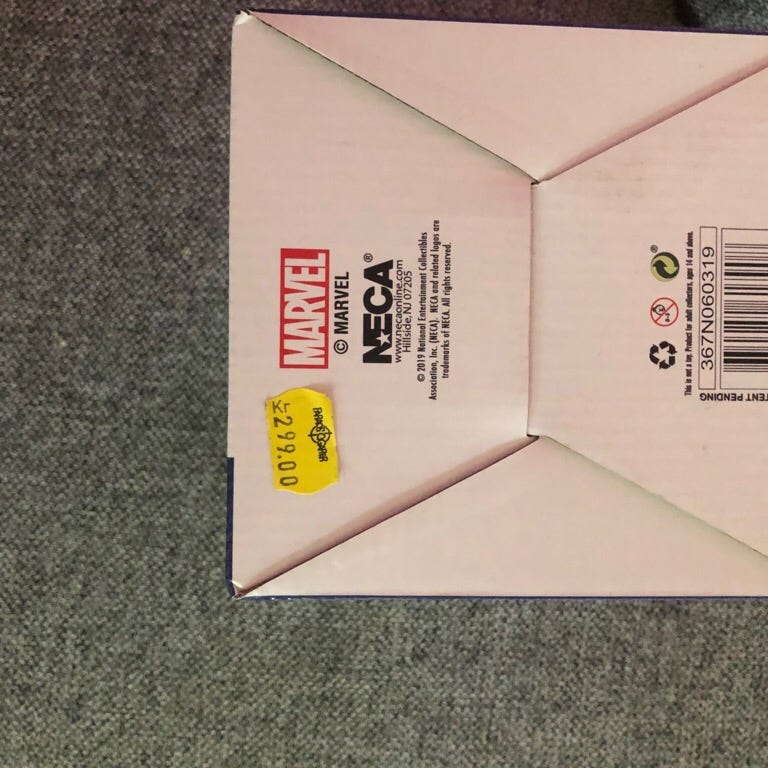 MARVEL
© MARVEL
NECA®
www.necaonline.com
Hillside, NJ 07205
© 2019 National Entertainment Collectibles
Association, Inc. (NECA). NECA and related logos are
trademarks of NECA. All rights reserved.
299.00
®
This is not a toy. Product for adult collectors, ages 14 and above.
367N060319
TENT PENDING